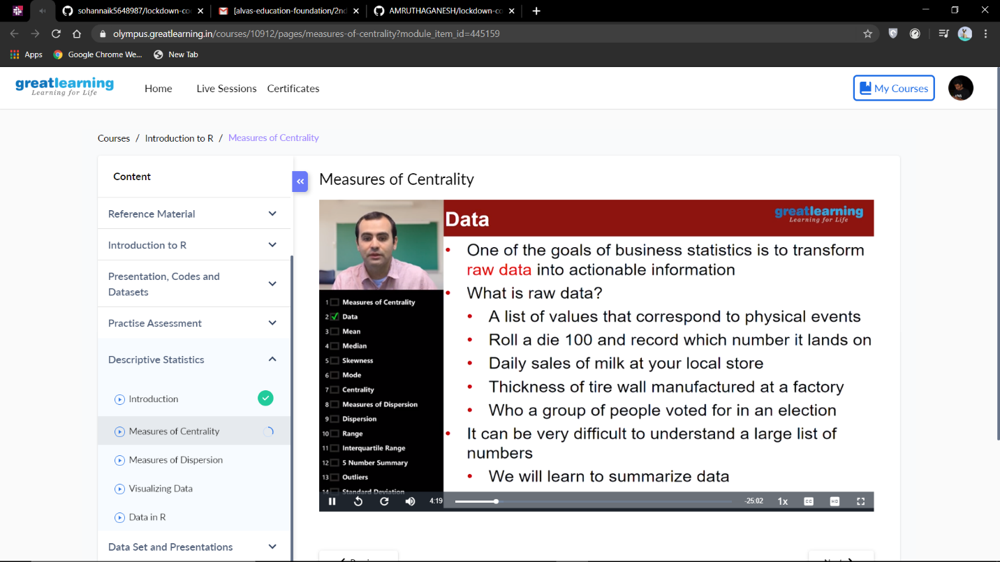 sohannaik5648987/lockdown-co
[alvas-education-foundation/2nd
AMRUTHAGANESH/lockdown-co
olympus.greatlearning.in/courses/10912/pages/measures-of-centrality?module_item_id=445159
Apps
Google Chrome We...
New Tab
greatlearning
Learning for Life
Home
Live Sessions
Certificates
My Courses
Courses / Introduction to R / Measures of Centrality
Content
Reference Material
Introduction to R
Presentation, Codes and
Datasets
Practise Assessment
Descriptive Statistics
Introduction
Measures of Centrality
Measures of Dispersion
Visualizing Data
Data in R
Data Set and Presentations
«
Measures of Centrality
1 Measures of Centrality
2 Data
3 Mean
4 Median
5 Skewness
6 Mode
7 Centrality
8 Measures of Dispersion
9 Dispersion
10 Range
11 Interquartile Range
12 5 Number Summary
13 Outliers
14 Standard Deviation
Data
greatlearning
Learning for Life
• One of the goals of business statistics is to transform
raw data into actionable information
• What is raw data?
• A list of values that correspond to physical events
• Roll a die 100 and record which number it lands on
• Daily sales of milk at your local store
• Thickness of tire wall manufactured at a factory
• Who a group of people voted for in an election
• It can be very difficult to understand a large list of
numbers
• We will learn to summarize data
4:19
-25:02
1x
CC
HD